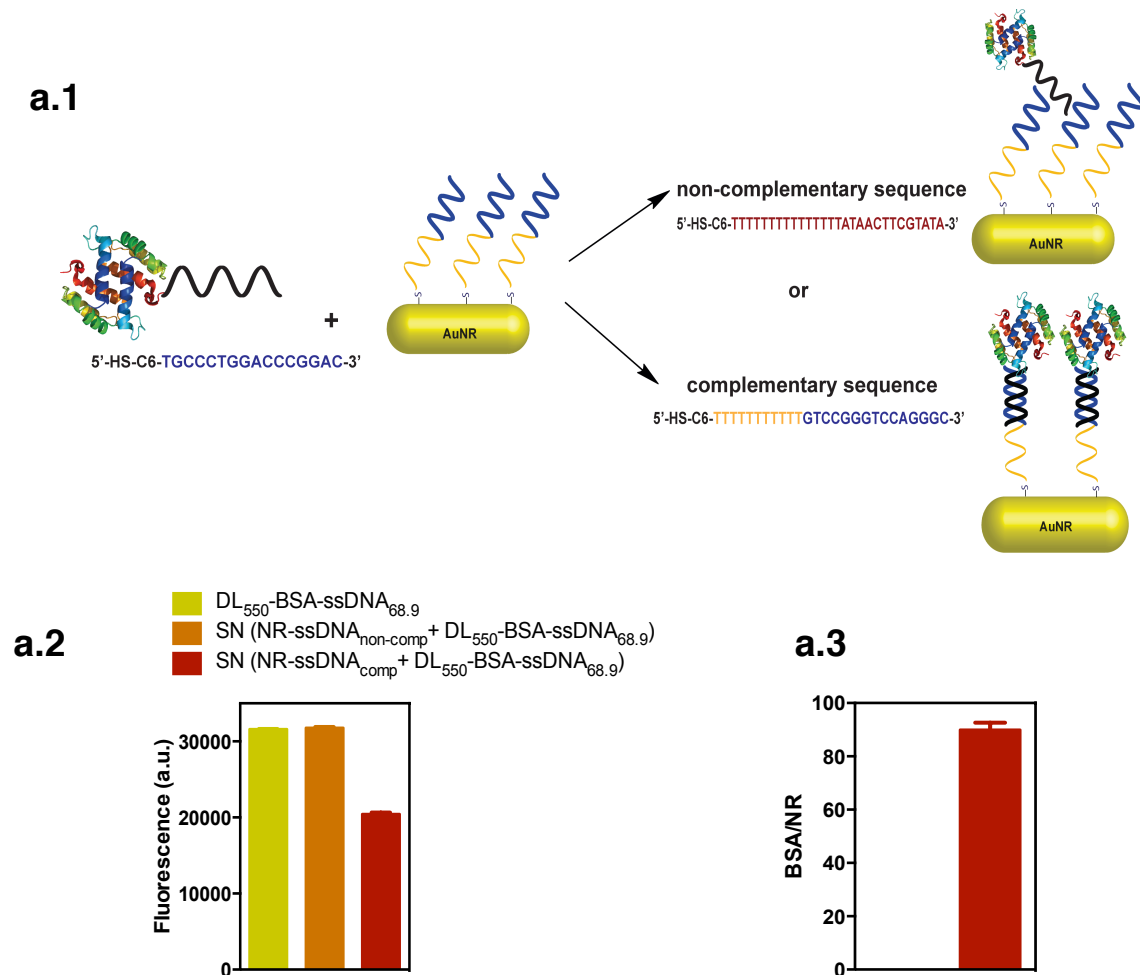 a.1
non-complementary sequence
5'-HS-C6-TTTTTTTTTTTTTTTATAACTTCGTATA-3'
or
+
5'-HS-C6-TGCCCTGGACCCGGAC-3'
-S- -S- -S-
AuNR
complementary sequence
5'-HS-C6-TTTTTTTTTTTGTCCGGGTCCAGGGC-3'
-S- -S- -S-
AuNR
-S- -S-
AuNR
DL550-BSA-ssDNA68.9
SN (NR-ssDNAnon-comp+ DL550-BSA-ssDNA68.9)
SN (NR-ssDNAcomp+ DL550-BSA-ssDNA68.9)
a.2
Fluorescence (a.u.)
30000
20000
10000
0
a.3
BSA/NR
100
80
60
40
20
0